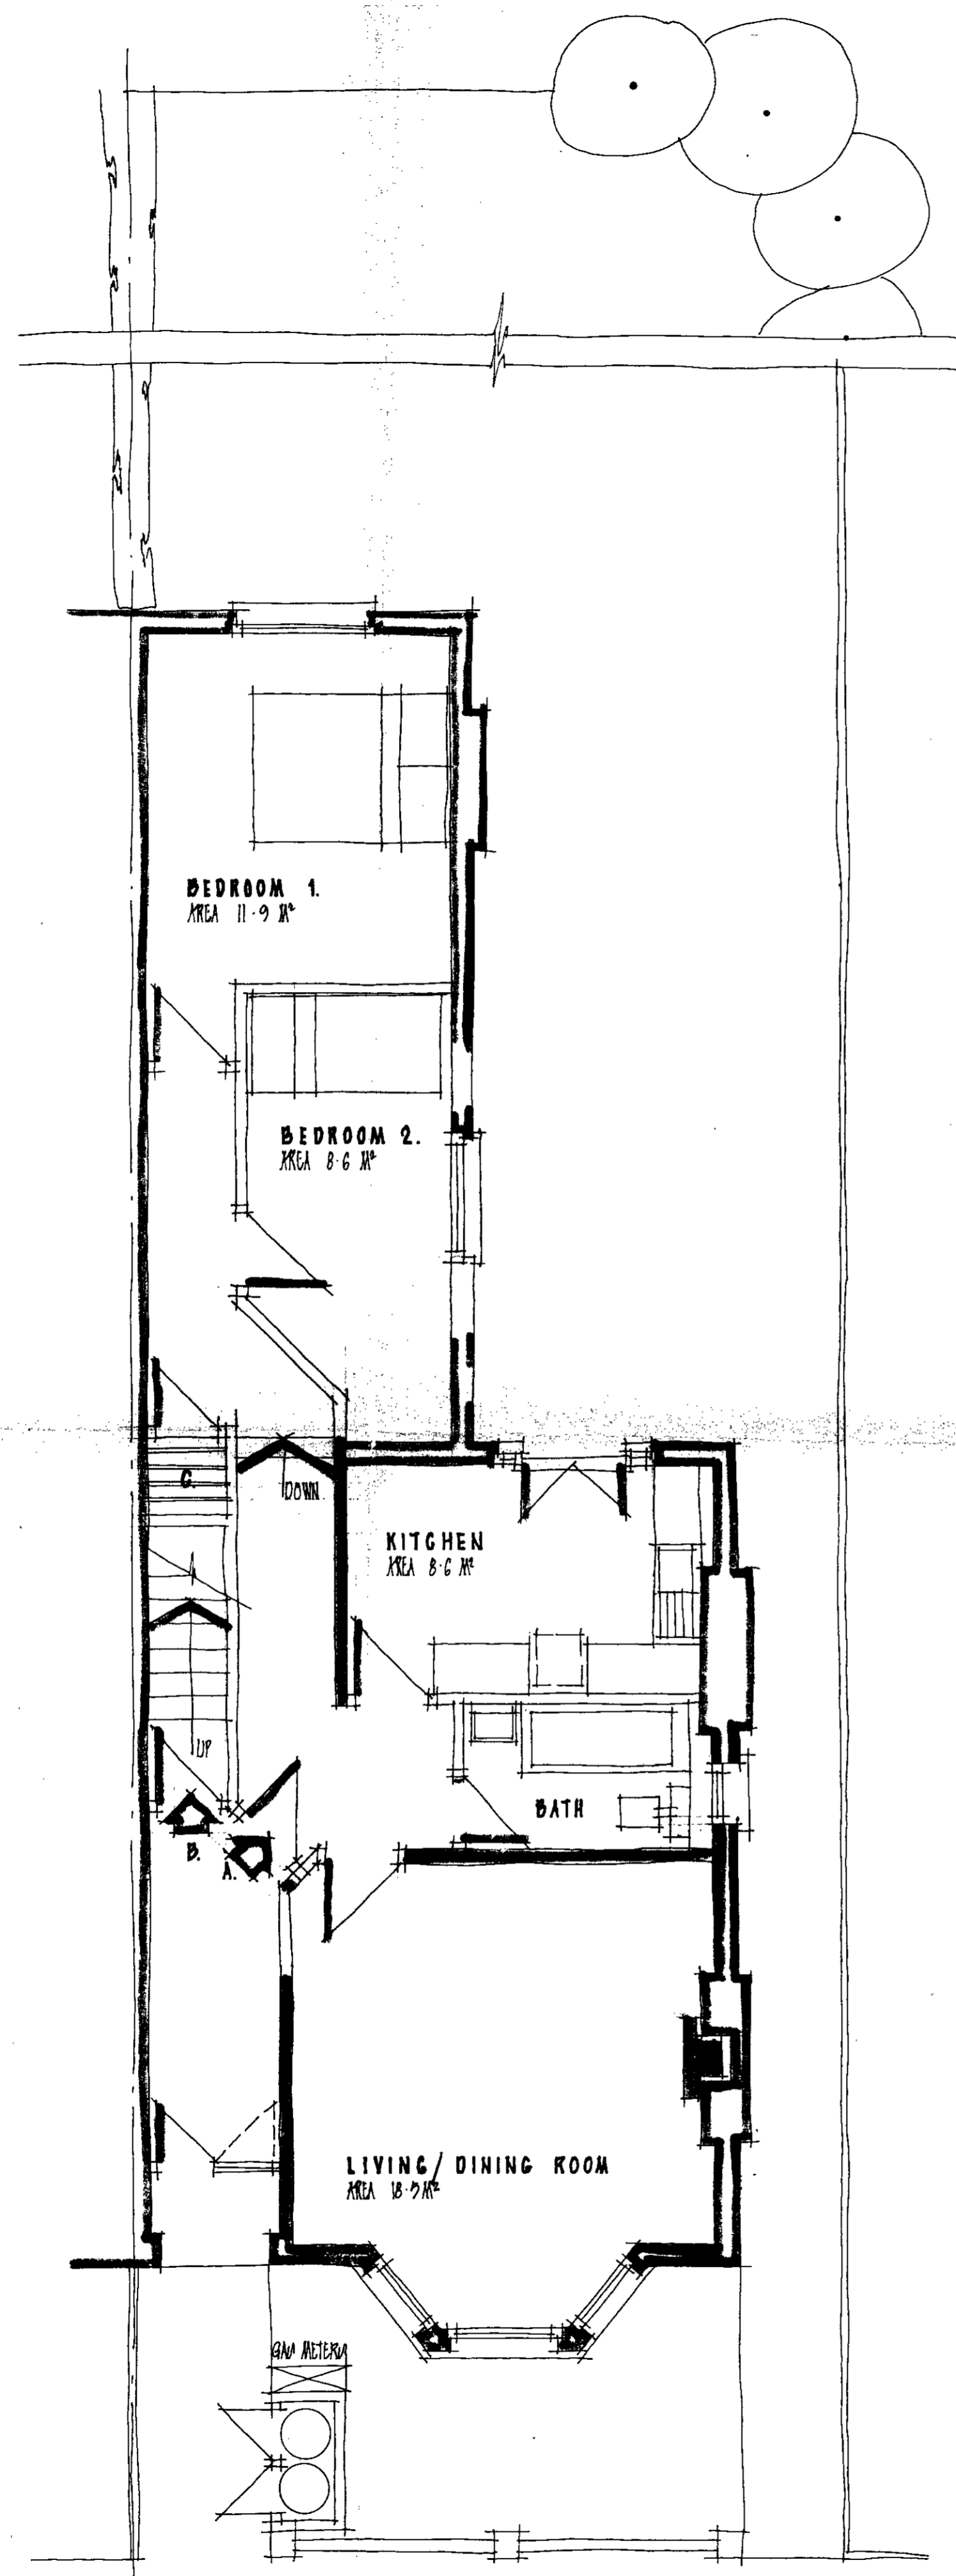 BEDROOM 1.
AREA 11·9 M²
BEDROOM 2.
AREA 8·6 M²
C.
DOWN
KITCHEN
AREA 8·6 M²
UP
BATH
B.
A.
LIVING/DINING ROOM
AREA 18·5 M²
GAS METERS